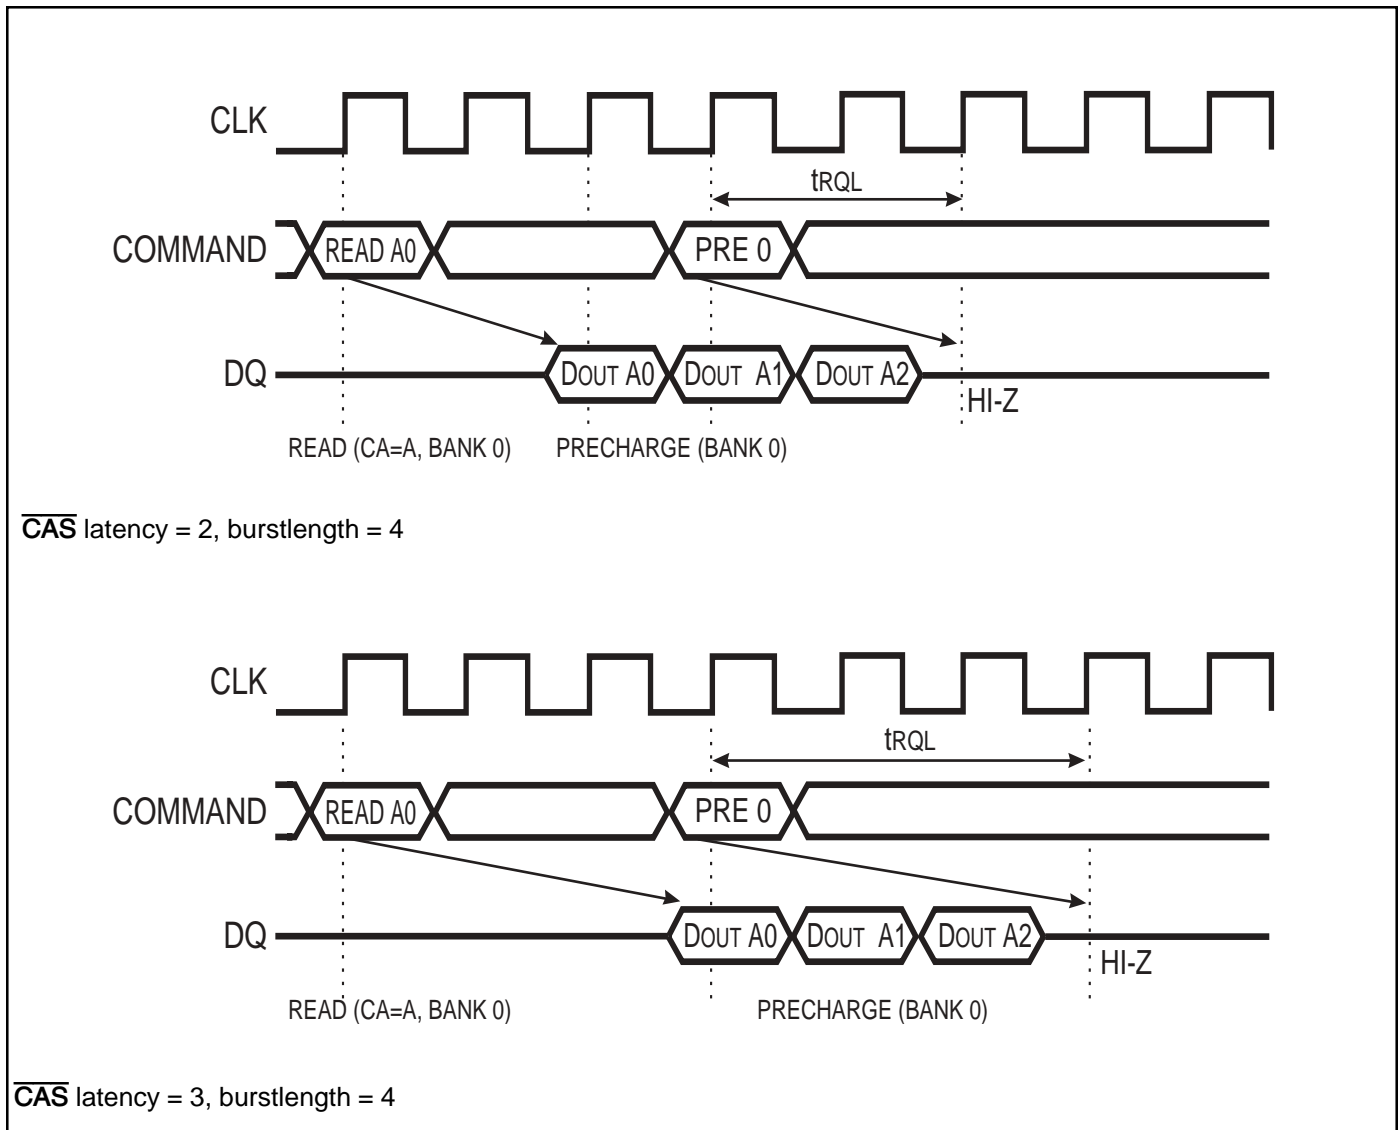 CLK
tRQL
COMMAND READ A0 PRE 0
DQ DOUT A0 DOUT A1 DOUT A2
HI-Z
READ (CA=A, BANK 0) PRECHARGE (BANK 0)
CAS latency = 2, burstlength = 4
CLK
tRQL
COMMAND READ A0 PRE 0
DQ DOUT A0 DOUT A1 DOUT A2
HI-Z
READ (CA=A, BANK 0) PRECHARGE (BANK 0)
CAS latency = 3, burstlength = 4